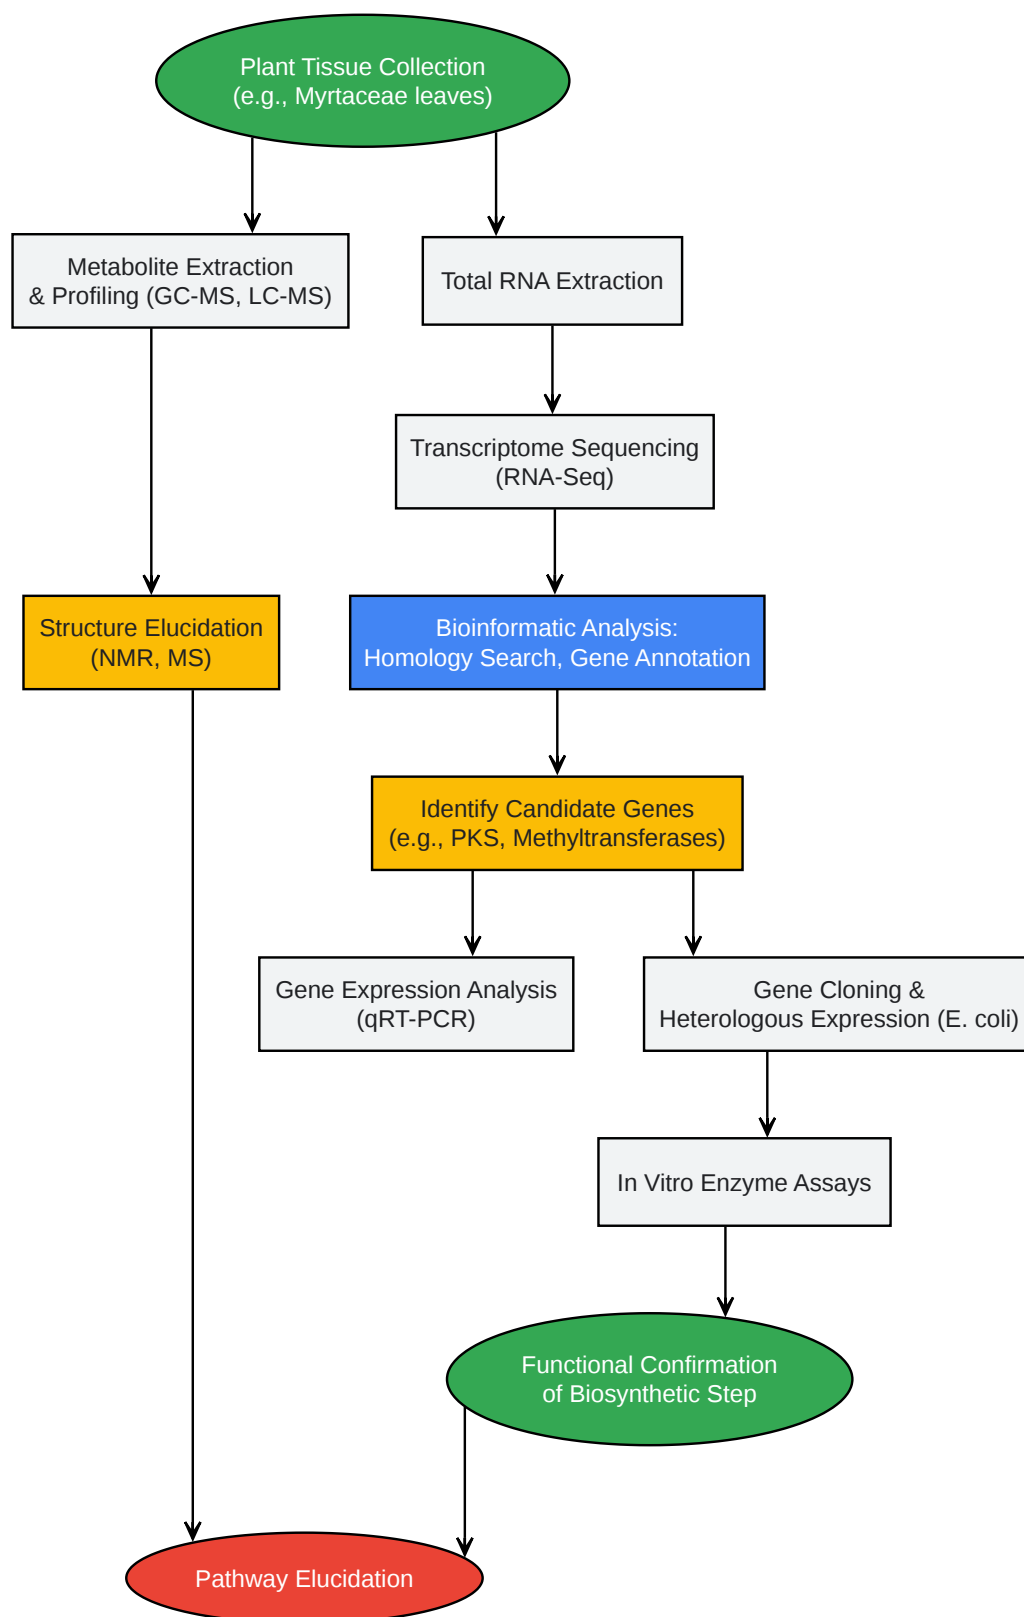 Plant Tissue Collection
(e.g., Myrtaceae leaves)
Metabolite Extraction
& Profiling (GC-MS, LC-MS)
Total RNA Extraction
Transcriptome Sequencing
(RNA-Seq)
Structure Elucidation
(NMR, MS)
Bioinformatic Analysis:
Homology Search, Gene Annotation
Identify Candidate Genes
(e.g., PKS, Methyltransferases)
Gene Expression Analysis
(qRT-PCR)
Gene Cloning &
Heterologous Expression (E. coli)
In Vitro Enzyme Assays
Functional Confirmation
of Biosynthetic Step
Pathway Elucidation